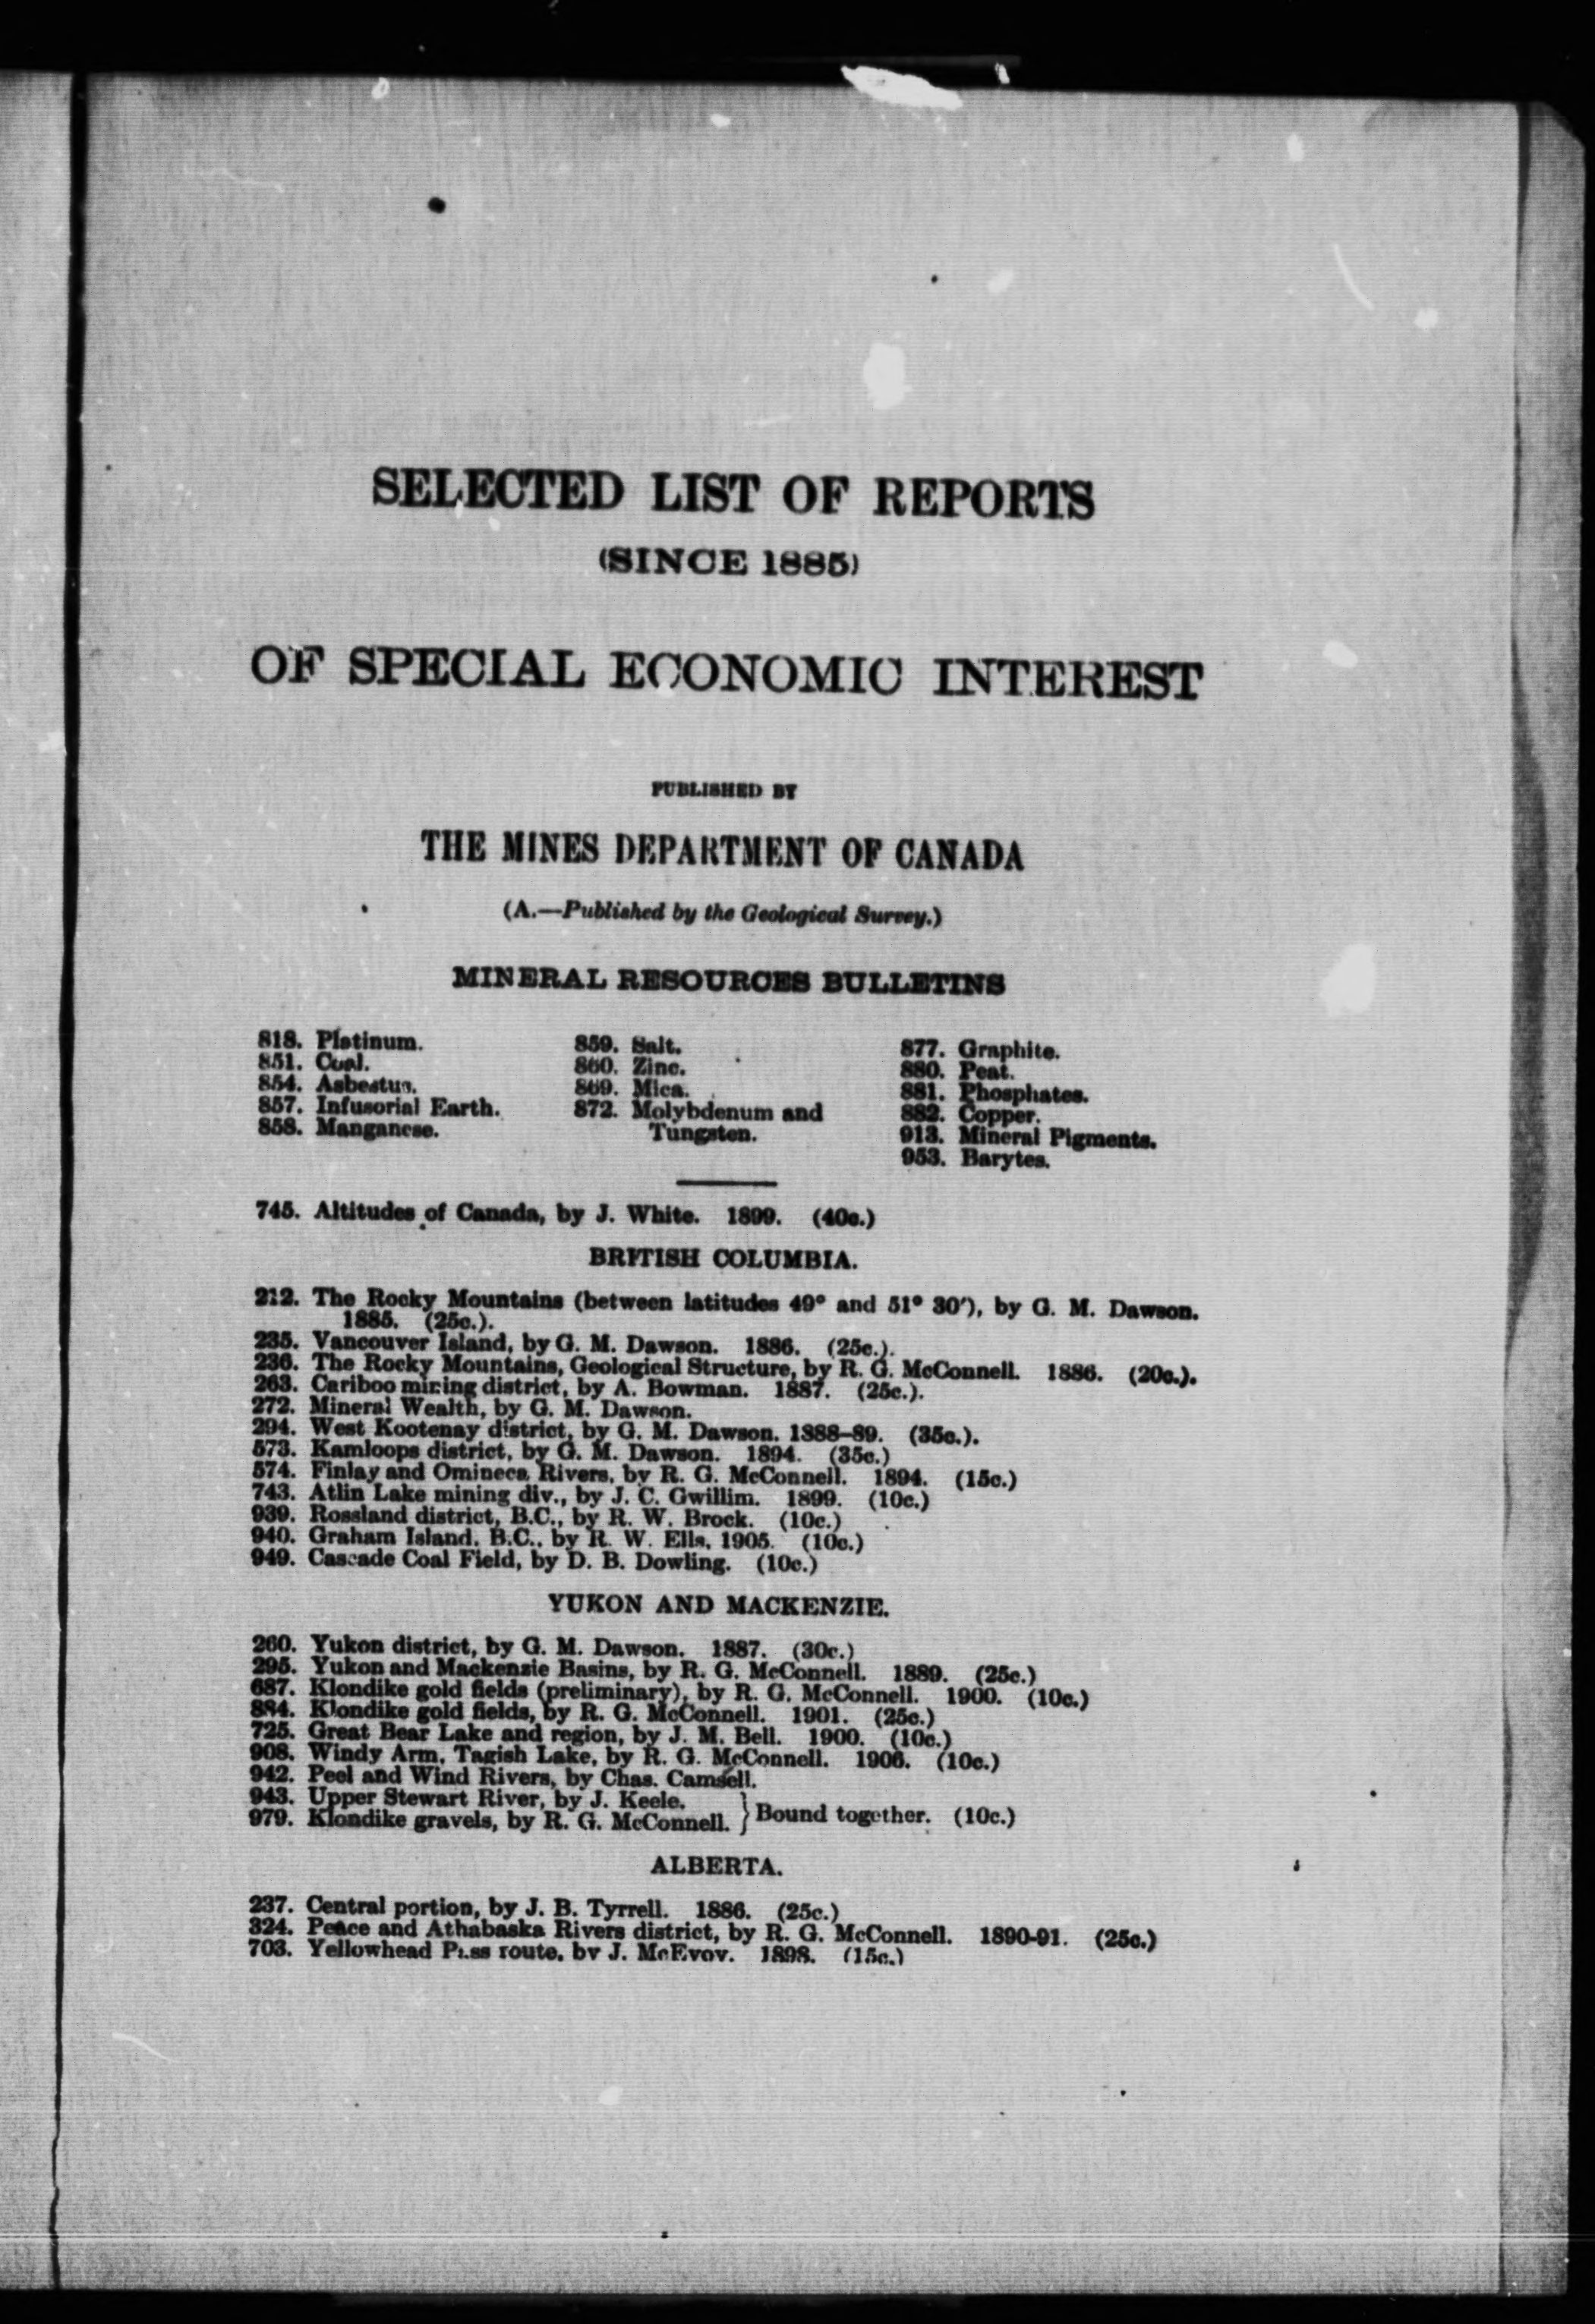 SELECTED LIST OF REPORTS
(SINCE 1885)
OF SPECIAL ECONOMIC INTEREST
PUBLISHED BY
THE MINES DEPARTMENT OF CANADA
(A.—Published by the Geological Survey.)
MINERAL RESOURCES BULLETINS
818. Platinum.
851. Coal.
854. Asbestus.
857. Infusorial Earth.
858. Manganese.
859. Salt.
860. Zinc.
869. Mica.
872. Molybdenum and
Tungsten.
877. Graphite.
880. Peat.
881. Phosphates.
882. Copper.
913. Mineral Pigments.
953. Barytes.
745. Altitudes of Canada, by J. White. 1899. (40c.)
BRITISH COLUMBIA.
212. The Rocky Mountains (between latitudes 49° and 51° 30′), by G. M. Dawson.
1885. (25c.).
235. Vancouver Island, by G. M. Dawson. 1886. (25c.).
236. The Rocky Mountains, Geological Structure, by R. G. McConnell. 1886. (20c.).
263. Cariboo mining district, by A. Bowman. 1887. (25c.).
272. Mineral Wealth, by G. M. Dawson.
294. West Kootenay district, by G. M. Dawson. 1888–89. (35c.).
573. Kamloops district, by G. M. Dawson. 1894. (35c.)
574. Finlay and Omineca Rivers, by R. G. McConnell. 1894. (15c.)
743. Atlin Lake mining div., by J. C. Gwillim. 1899. (10c.)
939. Rossland district, B.C., by R. W. Brock. (10c.)
940. Graham Island, B.C., by R. W. Ells, 1905. (10c.)
949. Cascade Coal Field, by D. B. Dowling. (10c.)
YUKON AND MACKENZIE.
260. Yukon district, by G. M. Dawson. 1887. (30c.)
295. Yukon and Mackenzie Basins, by R. G. McConnell. 1889. (25c.)
687. Klondike gold fields (preliminary), by R. G. McConnell. 1900. (10c.)
884. Klondike gold fields, by R. G. McConnell. 1901. (25c.)
725. Great Bear Lake and region, by J. M. Bell. 1900. (10c.)
908. Windy Arm, Tagish Lake, by R. G. McConnell. 1906. (10c.)
942. Peel and Wind Rivers, by Chas. Camsell.
943. Upper Stewart River, by J. Keele.
979. Klondike gravels, by R. G. McConnell. } Bound together. (10c.)
ALBERTA.
237. Central portion, by J. B. Tyrrell. 1886. (25c.)
324. Peace and Athabaska Rivers district, by R. G. McConnell. 1890-91. (25c.)
703. Yellowhead Pass route, by J. McEvoy. 1898. (15c.)